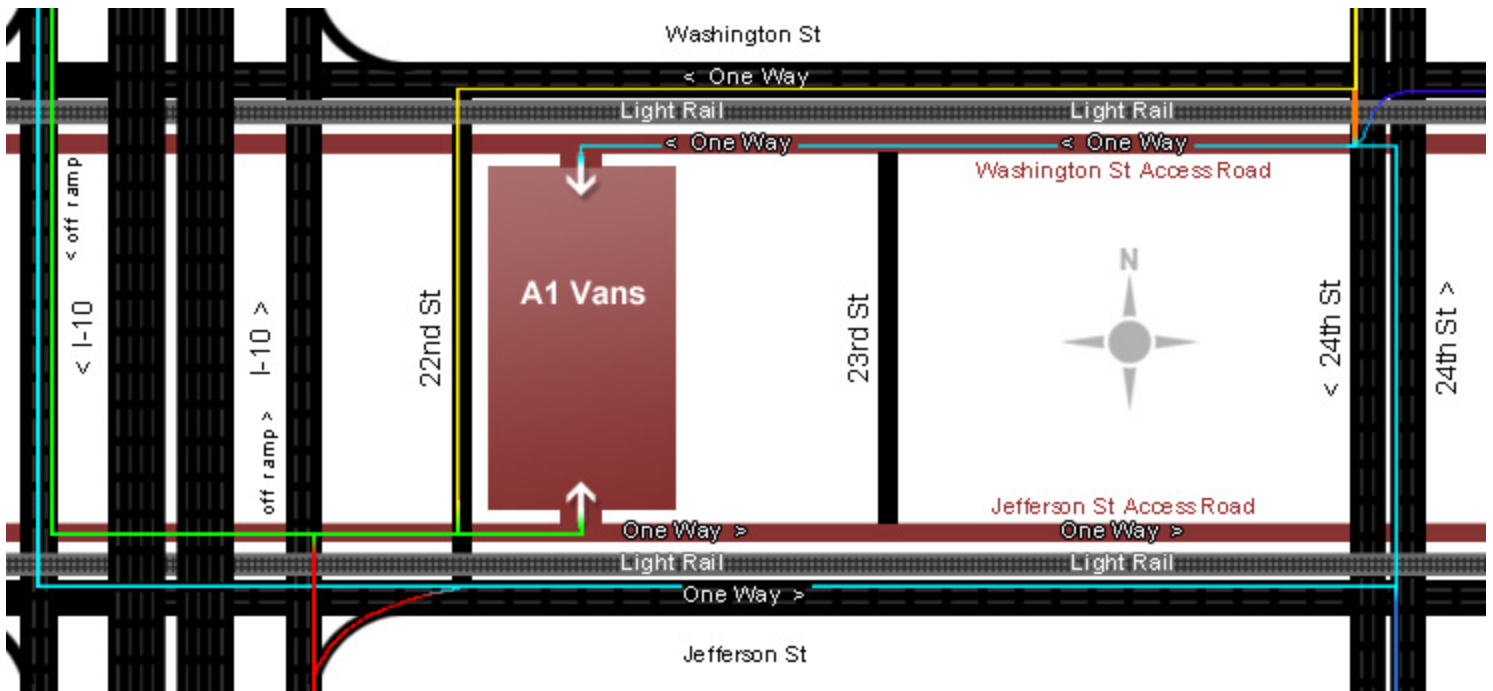 Washington St
< One Way
Light Rail
Light Rail
< One Way
< One Way
Washington St Access Road
< off ramp
< I-10
I-10 >
off ramp >
22nd St
A1 Vans
23rd St
N
< 24th St
24th St >
Jefferson St Access Road
One Way >
One Way >
Light Rail
Light Rail
One Way >
Jefferson St